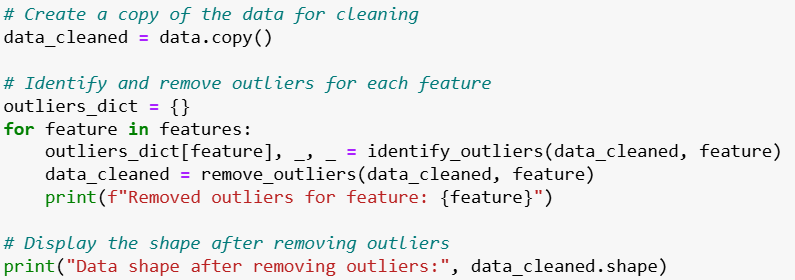 # Create a copy of the data for cleaning
data_cleaned = data.copy()
# Identify and remove outliers for each feature
outliers_dict = {}
for feature in features:
    outliers_dict[feature], _, _ = identify_outliers(data_cleaned, feature)
    data_cleaned = remove_outliers(data_cleaned, feature)
    print(f"Removed outliers for feature: {feature}")
# Display the shape after removing outliers
print("Data shape after removing outliers:", data_cleaned.shape)